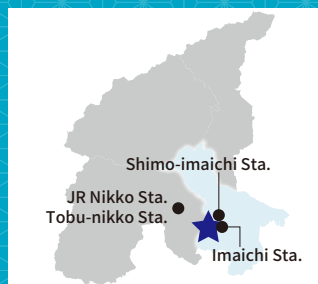 Shimo-imaichi Sta.
JR Nikko Sta.
Tobu-nikko Sta.
Imaichi Sta.